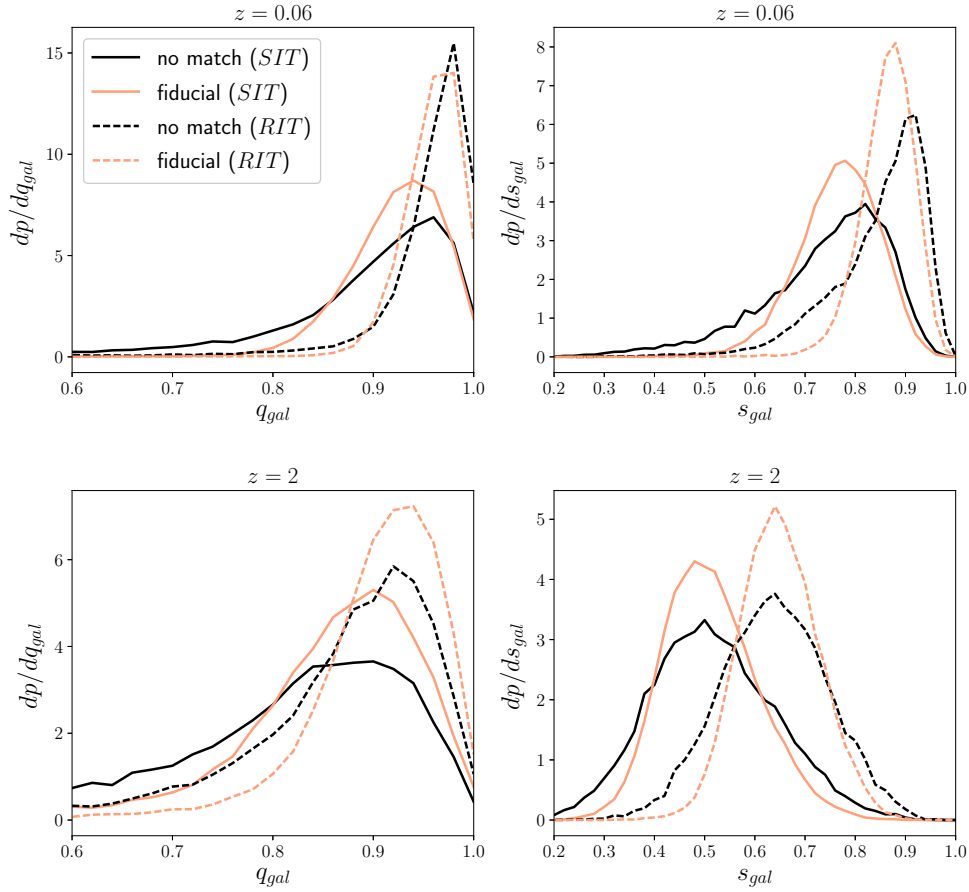 z = 0.06
15
10
5
0
dp/dq_gal
no match (SIT)
fiducial (SIT)
no match (RIT)
fiducial (RIT)
0.6 0.7 0.8 0.9 1.0
q_gal
z = 0.06
8
7
6
5
4
3
2
1
0
dp/ds_gal
0.2 0.3 0.4 0.5 0.6 0.7 0.8 0.9 1.0
s_gal
z = 2
6
4
2
0
dp/dq_gal
0.6 0.7 0.8 0.9 1.0
q_gal
z = 2
5
4
3
2
1
0
dp/ds_gal
0.2 0.3 0.4 0.5 0.6 0.7 0.8 0.9 1.0
s_gal